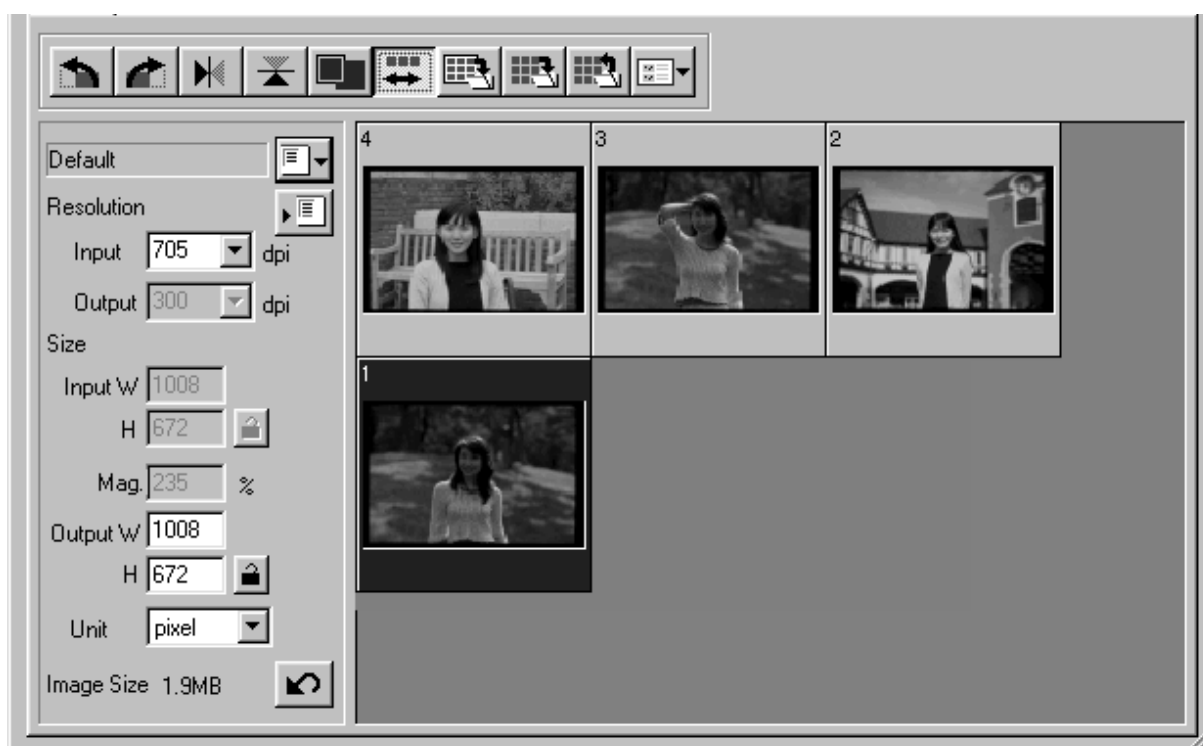 Default
Resolution
Input 705 dpi
Output 300 dpi
Size
Input W 1008
H 672
Mag. 235 %
Output W 1008
H 672
Unit pixel
Image Size 1.9MB
4 3 2
1